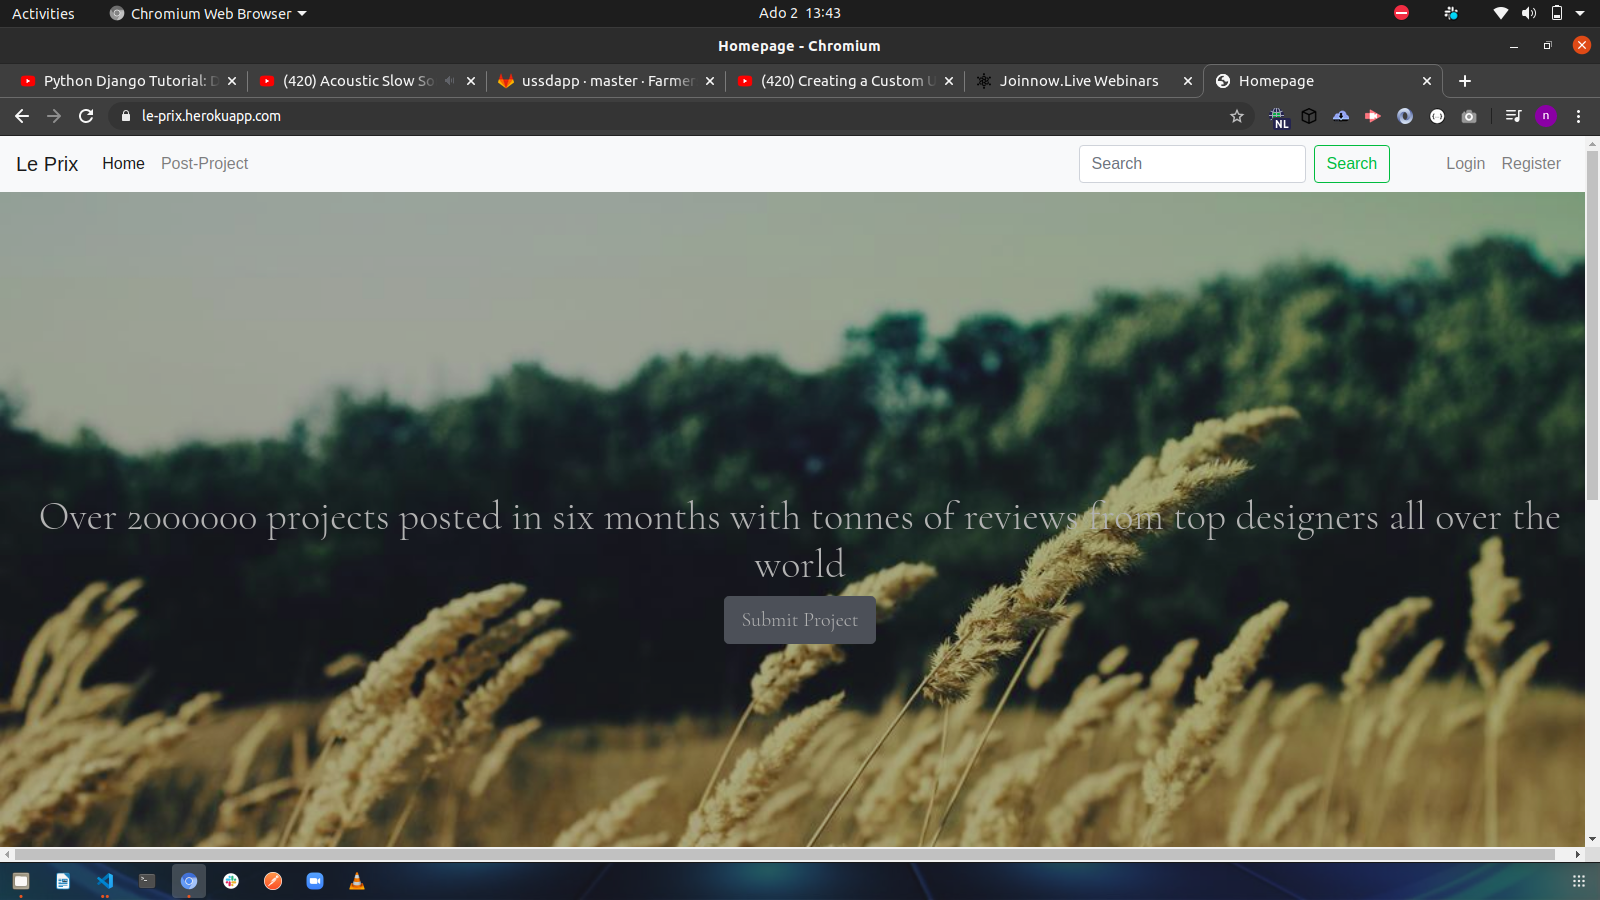 Activities Chromium Web Browser Ado 2 13:43
Homepage - Chromium
Python Django Tutorial: D (420) Acoustic Slow So ussdapp · master · Farmer (420) Creating a Custom U Joinnow.Live Webinars Homepage
le-prix.herokuapp.com NL n
Le Prix Home Post-Project Search Search Login Register
Over 2000000 projects posted in six months with tonnes of reviews from top designers all over the
world
Submit Project